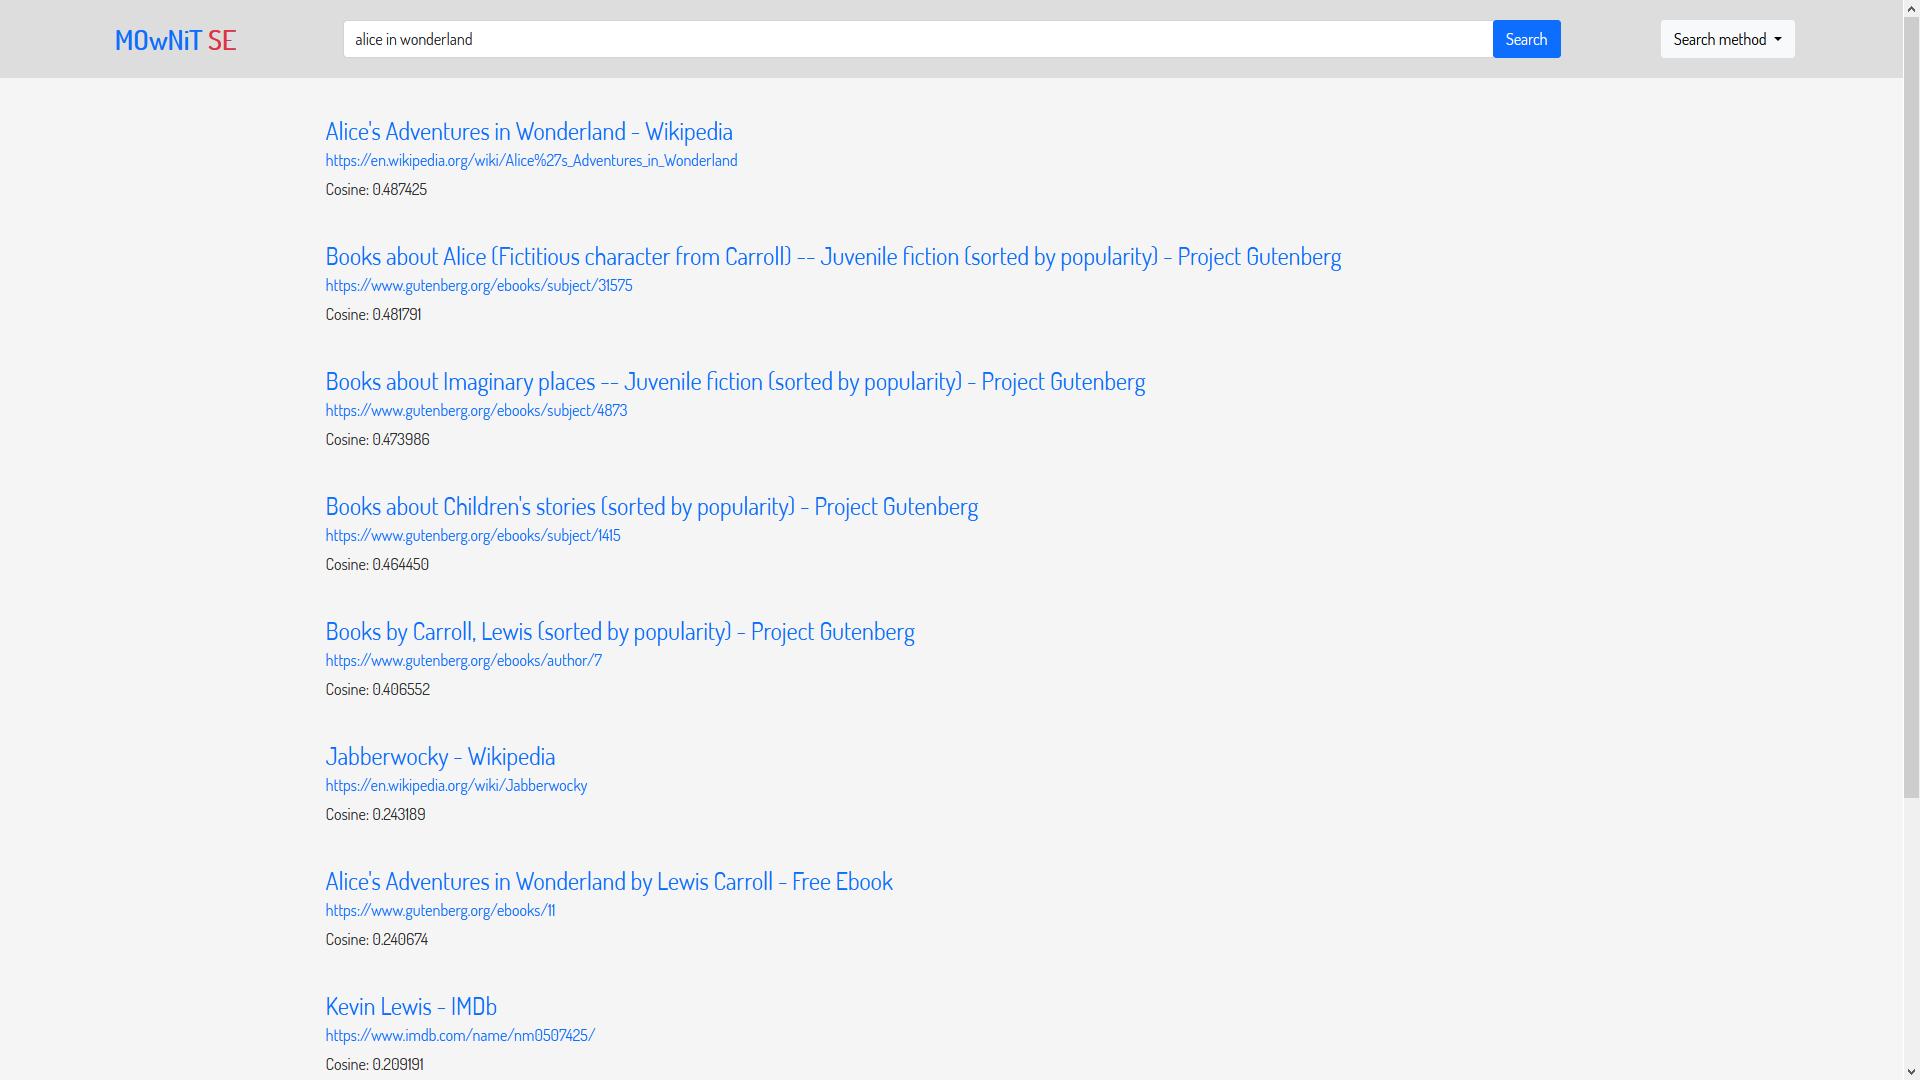 MOwNiT SE
alice in wonderland
Search
Search method
Alice's Adventures in Wonderland - Wikipedia
https://en.wikipedia.org/wiki/Alice%27s_Adventures_in_Wonderland
Cosine: 0.487425
Books about Alice (Fictitious character from Carroll) -- Juvenile fiction (sorted by popularity) - Project Gutenberg
https://www.gutenberg.org/ebooks/subject/31575
Cosine: 0.481791
Books about Imaginary places -- Juvenile fiction (sorted by popularity) - Project Gutenberg
https://www.gutenberg.org/ebooks/subject/4873
Cosine: 0.473986
Books about Children's stories (sorted by popularity) - Project Gutenberg
https://www.gutenberg.org/ebooks/subject/1415
Cosine: 0.464450
Books by Carroll, Lewis (sorted by popularity) - Project Gutenberg
https://www.gutenberg.org/ebooks/author/7
Cosine: 0.406552
Jabberwocky - Wikipedia
https://en.wikipedia.org/wiki/Jabberwocky
Cosine: 0.243189
Alice's Adventures in Wonderland by Lewis Carroll - Free Ebook
https://www.gutenberg.org/ebooks/11
Cosine: 0.240674
Kevin Lewis - IMDb
https://www.imdb.com/name/nm0507425/
Cosine: 0.209191